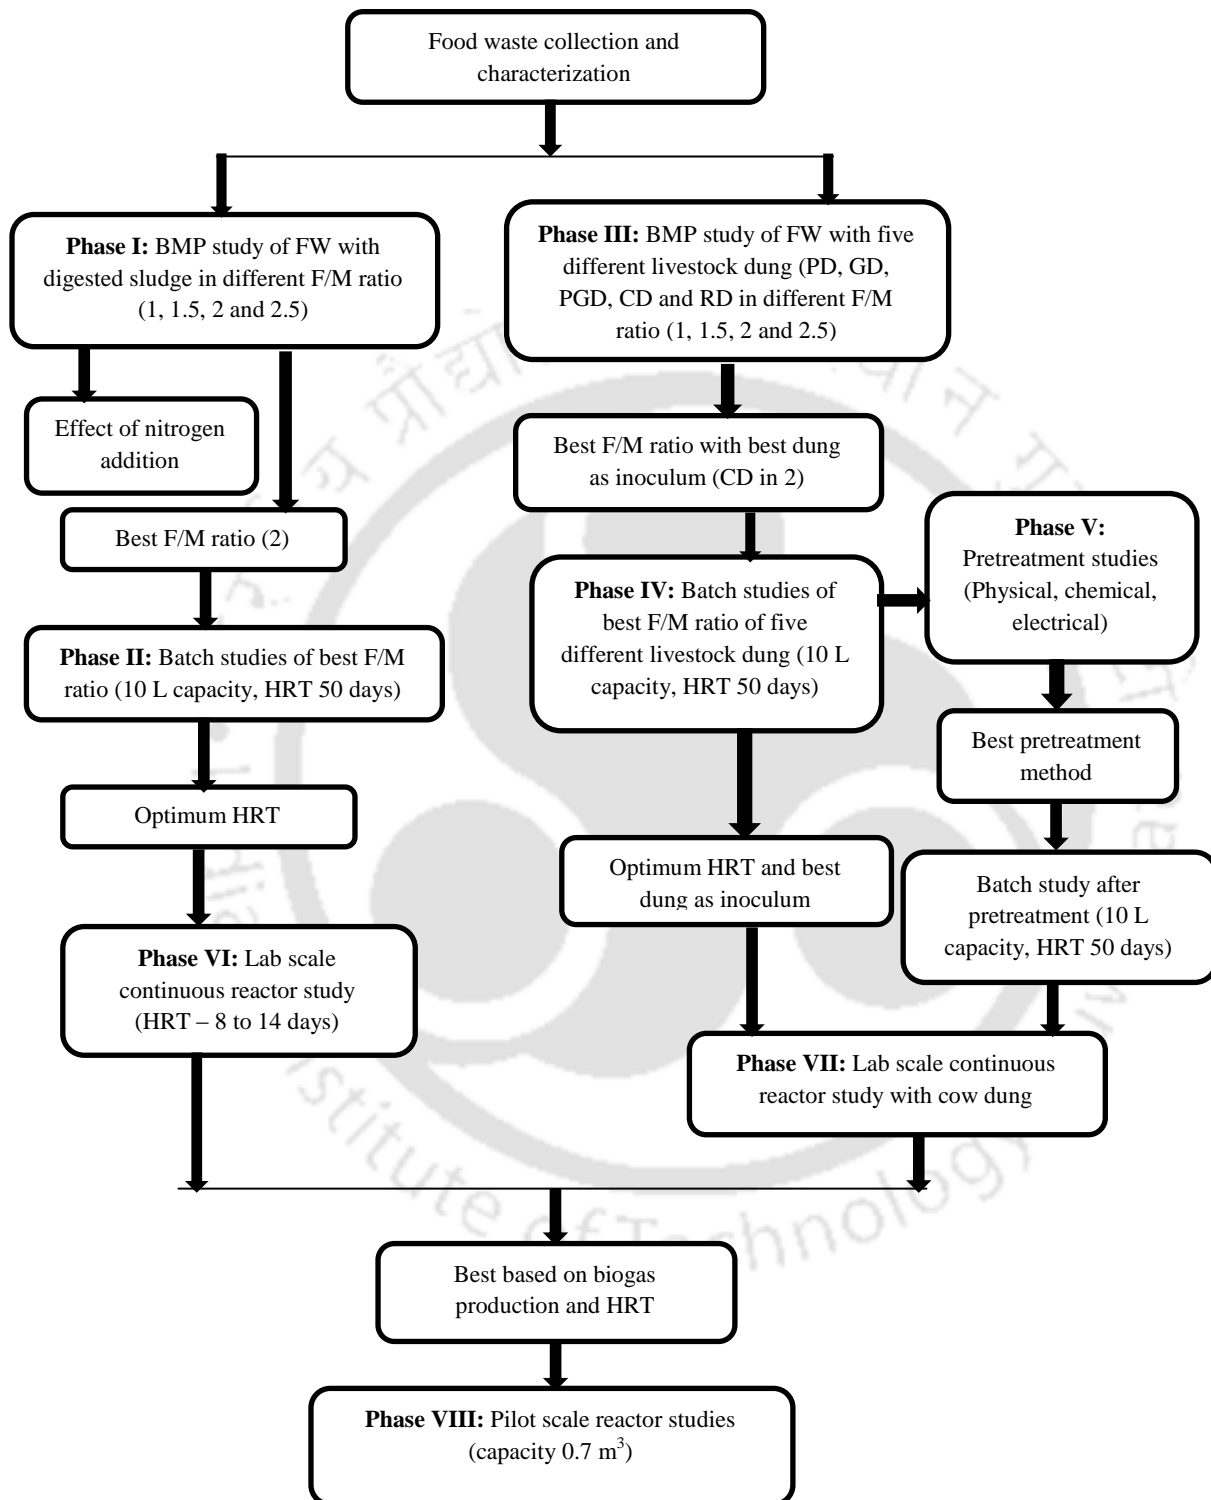 Food waste collection and
characterization
Phase I: BMP study of FW with
digested sludge in different F/M ratio
(1, 1.5, 2 and 2.5)
Phase III: BMP study of FW with five
different livestock dung (PD, GD,
PGD, CD and RD in different F/M
ratio (1, 1.5, 2 and 2.5)
Effect of nitrogen
addition
Best F/M ratio with best dung
as inoculum (CD in 2)
Best F/M ratio (2)
Phase V:
Pretreatment studies
(Physical, chemical,
electrical)
Phase IV: Batch studies of
best F/M ratio of five
different livestock dung (10 L
capacity, HRT 50 days)
Phase II: Batch studies of best F/M
ratio (10 L capacity, HRT 50 days)
Best pretreatment
method
Optimum HRT
Optimum HRT and best
dung as inoculum
Batch study after
pretreatment (10 L
capacity, HRT 50 days)
Phase VI: Lab scale
continuous reactor study
(HRT – 8 to 14 days)
Phase VII: Lab scale continuous
reactor study with cow dung
Best based on biogas
production and HRT
Phase VIII: Pilot scale reactor studies
(capacity 0.7 m³)
stitute of Technology